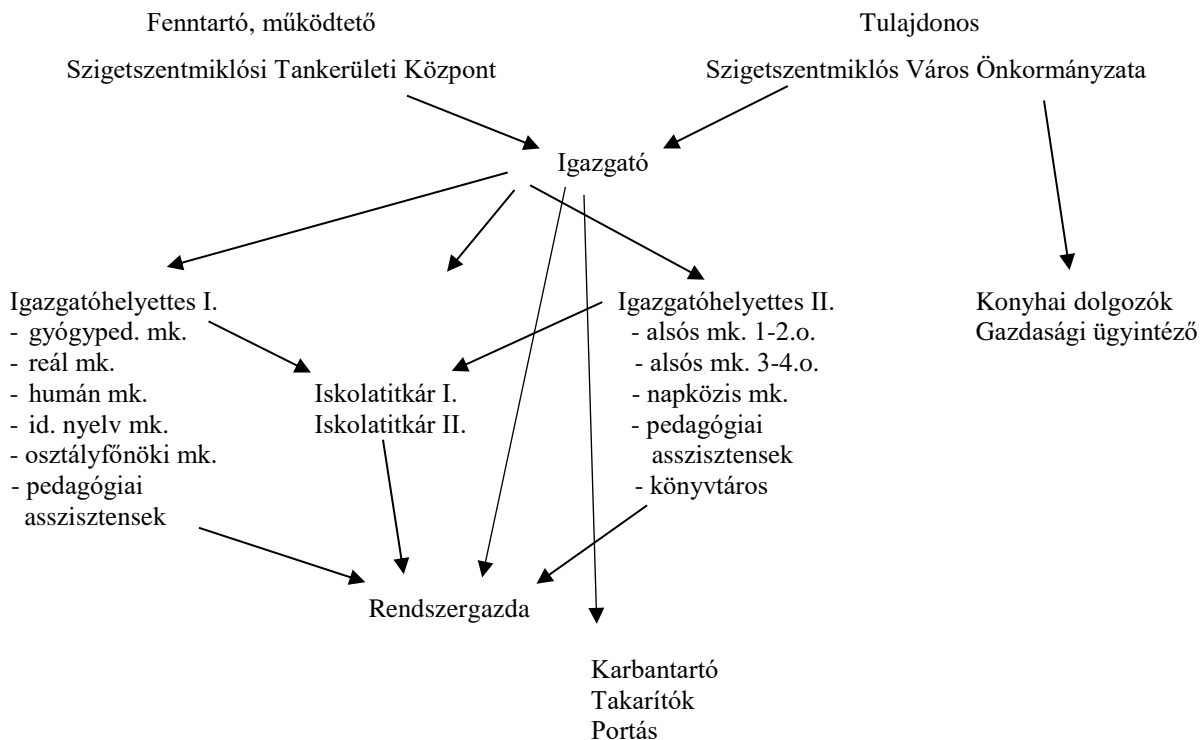 Fenntartó, működtető
Tulajdonos
Szigetszentmiklósi Tankerületi Központ
Szigetszentmiklós Város Önkormányzata
Igazgató
Igazgatóhelyettes I.
- gyógyped. mk.
- reál mk.
- humán mk.
- id. nyelv mk.
- osztályfőnöki mk.
- pedagógiai
asszisztensek
Iskolatitkár I.
Iskolatitkár II.
Igazgatóhelyettes II.
- alsós mk. 1-2.o.
- alsós mk. 3-4.o.
- napközis mk.
- pedagógiai
asszisztensek
- könyvtáros
Konyhai dolgozók
Gazdasági ügyintéző
Rendszergazda
Karbantartó
Takarítók
Portás